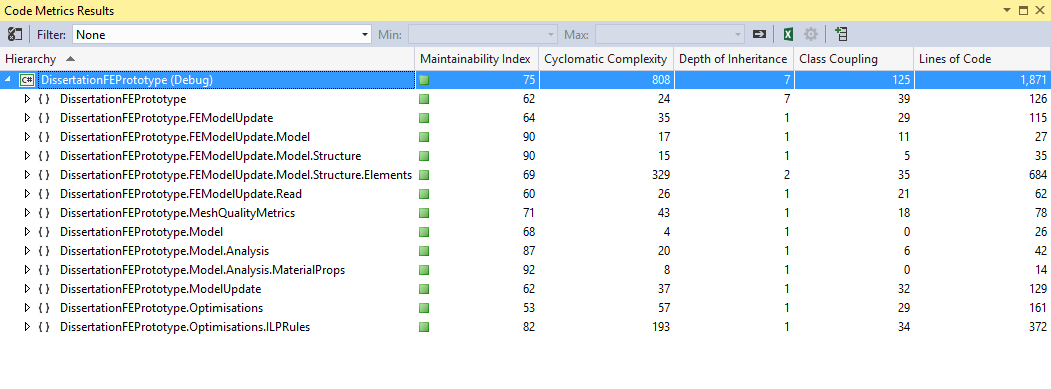 Code Metrics Results
Filter: None Min: Max:
Hierarchy Maintainability Index Cyclomatic Complexity Depth of Inheritance Class Coupling Lines of Code
C# DissertationFEPrototype (Debug) 75 808 7 125 1,871
{ } DissertationFEPrototype 62 24 7 39 126
{ } DissertationFEPrototype.FEModelUpdate 64 35 1 29 115
{ } DissertationFEPrototype.FEModelUpdate.Model 90 17 1 11 27
{ } DissertationFEPrototype.FEModelUpdate.Model.Structure 90 15 1 5 35
{ } DissertationFEPrototype.FEModelUpdate.Model.Structure.Elements 69 329 2 35 684
{ } DissertationFEPrototype.FEModelUpdate.Read 60 26 1 21 62
{ } DissertationFEPrototype.MeshQualityMetrics 71 43 1 18 78
{ } DissertationFEPrototype.Model 68 4 1 0 26
{ } DissertationFEPrototype.Model.Analysis 87 20 1 6 42
{ } DissertationFEPrototype.Model.Analysis.MaterialProps 92 8 1 0 14
{ } DissertationFEPrototype.ModelUpdate 62 37 1 32 129
{ } DissertationFEPrototype.Optimisations 53 57 1 29 161
{ } DissertationFEPrototype.Optimisations.ILPRules 82 193 1 34 372